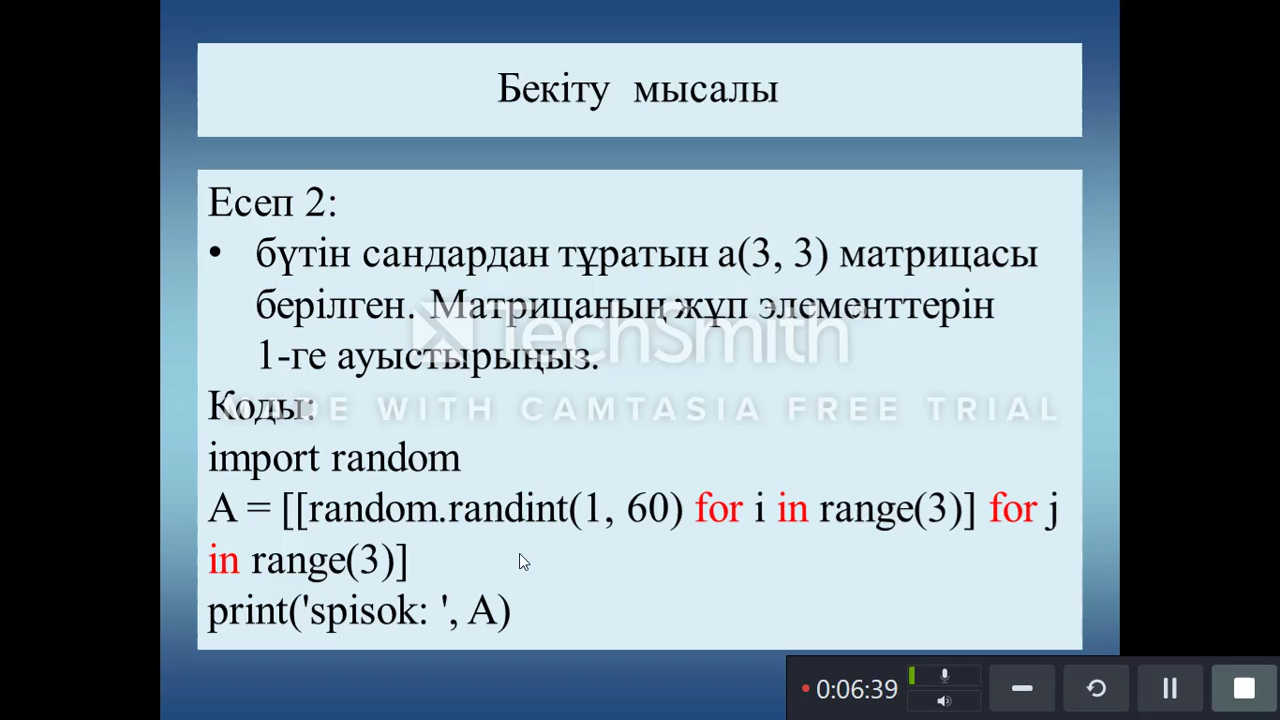 Бекіту мысалы
Есеп 2:
• бүтін сандардан тұратын а(3, 3) матрицасы
берілген. Матрицаның жұп элементтерін
1-ге ауыстырыңыз.
TechSmith
Коды:
MADE WITH CAMTASIA FREE TRIAL
import random
A = [[random.randint(1, 60) for i in range(3)] for j
in range(3)]
print('spisok: ', A)
0:06:39